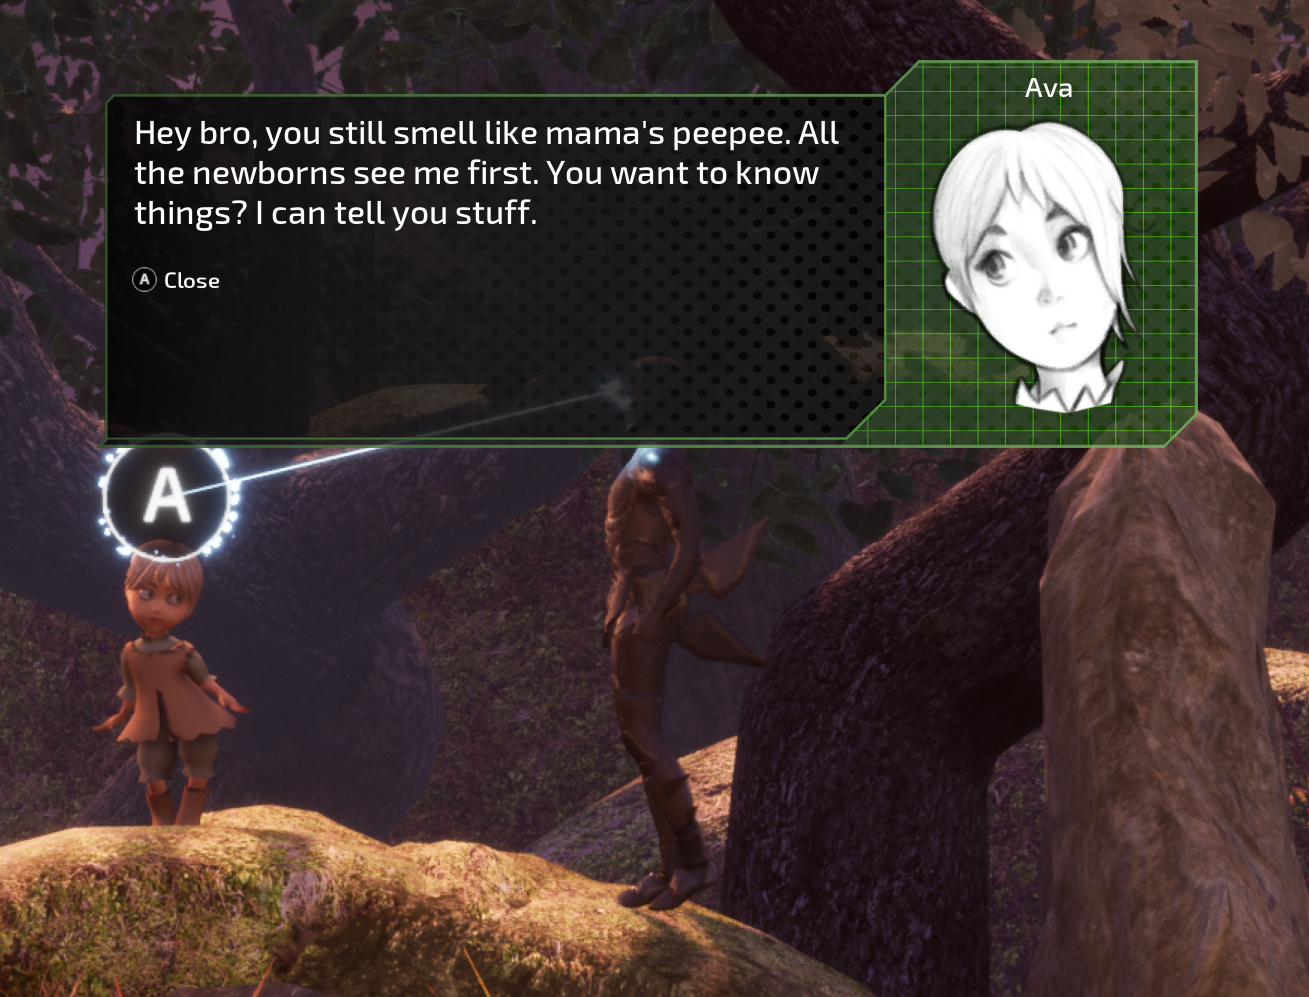 Ava
Hey bro, you still smell like mama's peepee. All
the newborns see me first. You want to know
things? I can tell you stuff.
A Close
A